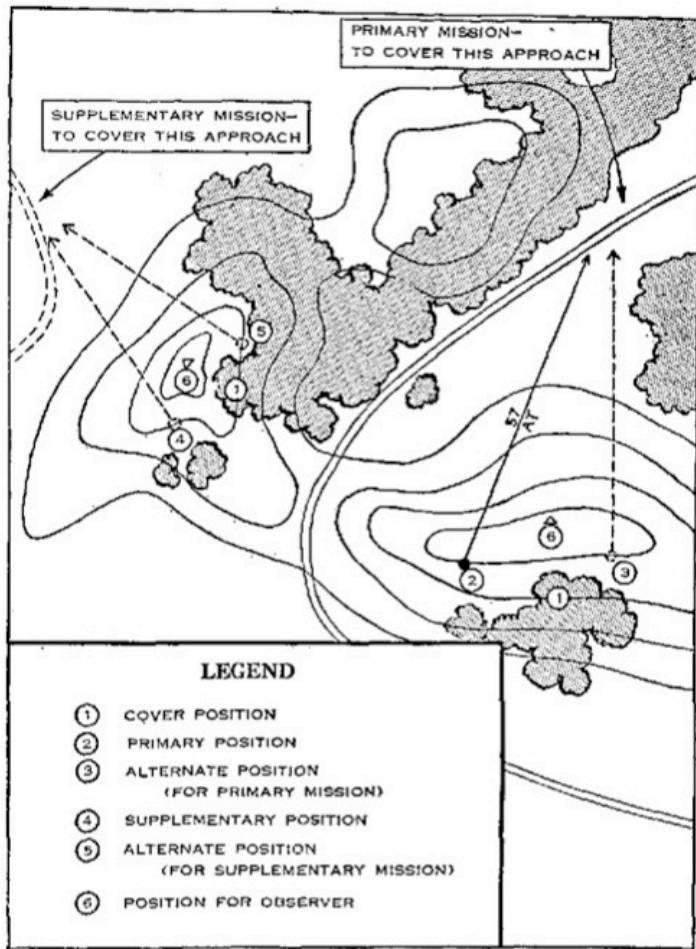 PRIMARY MISSION—
TO COVER THIS APPROACH
SUPPLEMENTARY MISSION—
TO COVER THIS APPROACH
5
6
1
4
57
AT
6
2
3
1
LEGEND
1 COVER POSITION
2 PRIMARY POSITION
3 ALTERNATE POSITION
(FOR PRIMARY MISSION)
4 SUPPLEMENTARY POSITION
5 ALTERNATE POSITION
(FOR SUPPLEMENTARY MISSION)
6 POSITION FOR OBSERVER